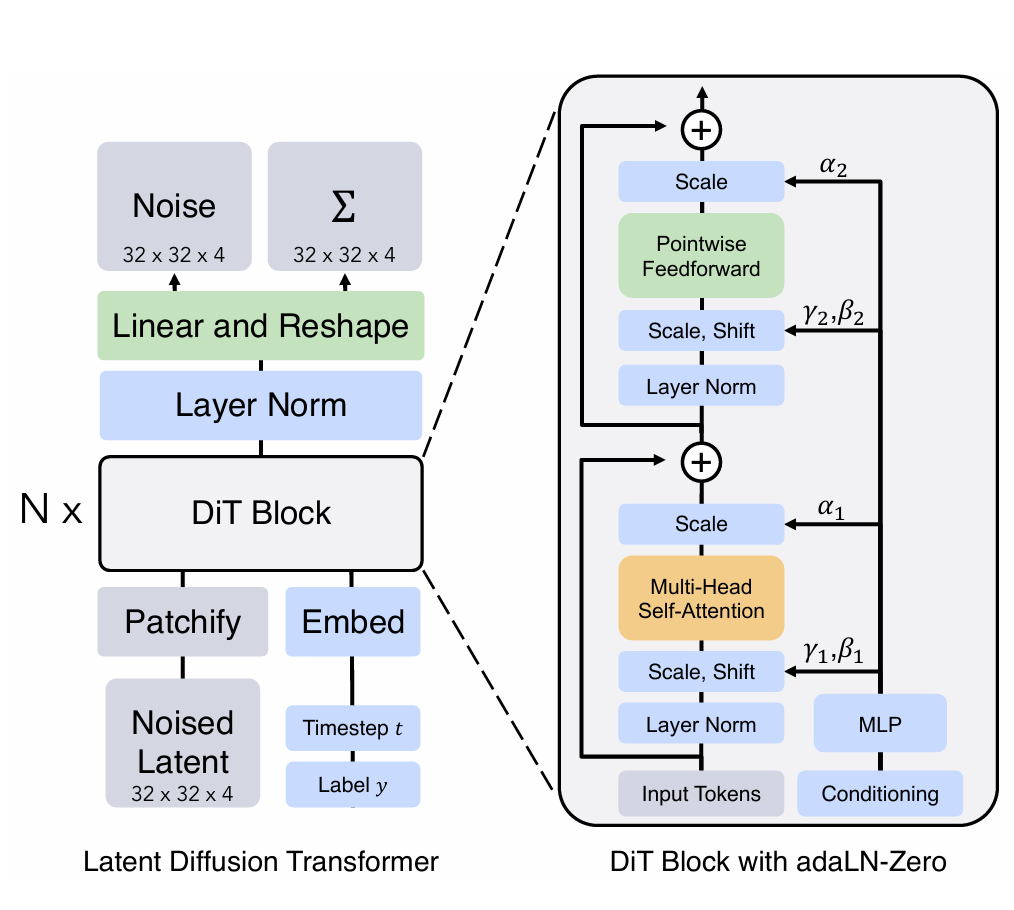 Noise
32 x 32 x 4
Σ
32 x 32 x 4
Linear and Reshape
Layer Norm
N x
DiT Block
Patchify
Embed
Noised
Latent
32 x 32 x 4
Timestep t
Label y
Latent Diffusion Transformer
+
Scale
α₂
Pointwise
Feedforward
γ₂,β₂
Scale, Shift
Layer Norm
+
α₁
Scale
Multi-Head
Self-Attention
γ₁,β₁
Scale, Shift
Layer Norm
MLP
Input Tokens
Conditioning
DiT Block with adaLN-Zero